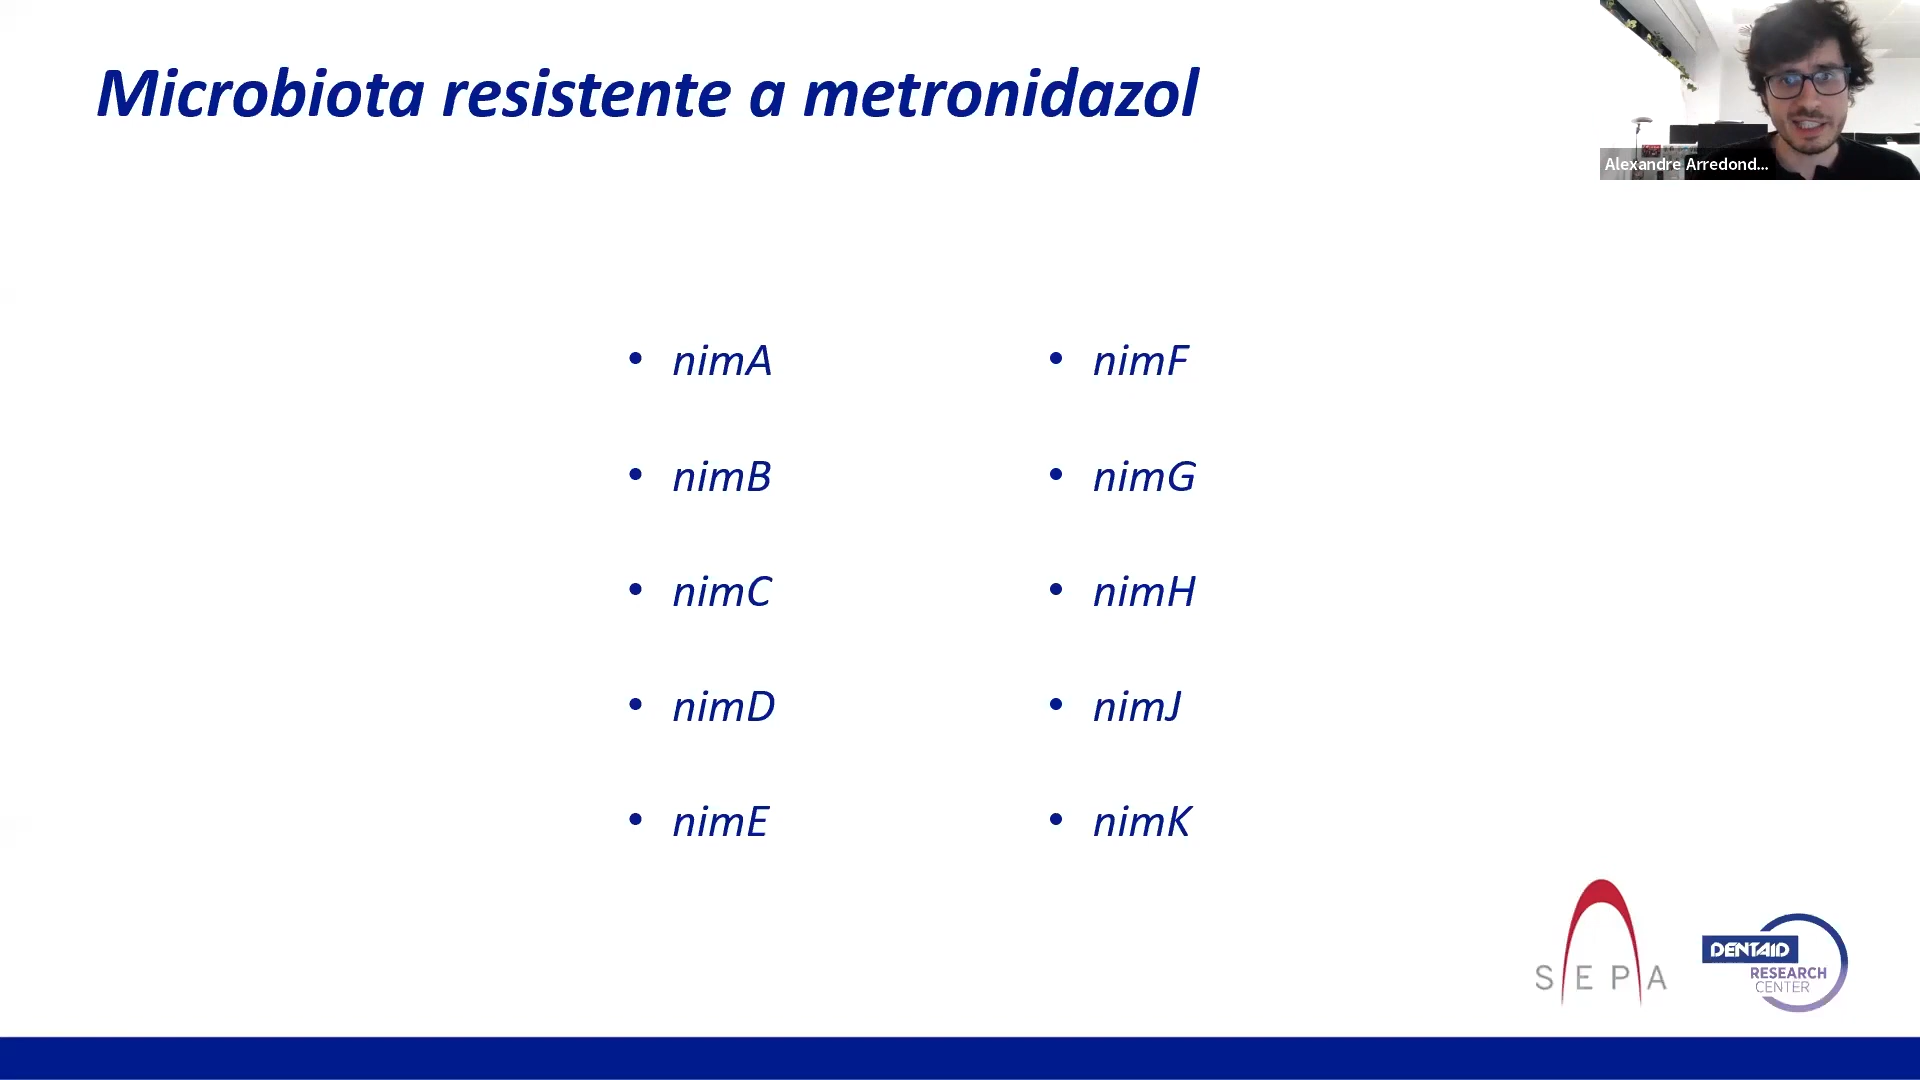 Microbiota resistente a metronidazol
Alexandre Arredond...
• nimA
• nimB
• nimC
• nimD
• nimE
• nimF
• nimG
• nimH
• nimJ
• nimK
SEPA
DENTAID
RESEARCH
CENTER